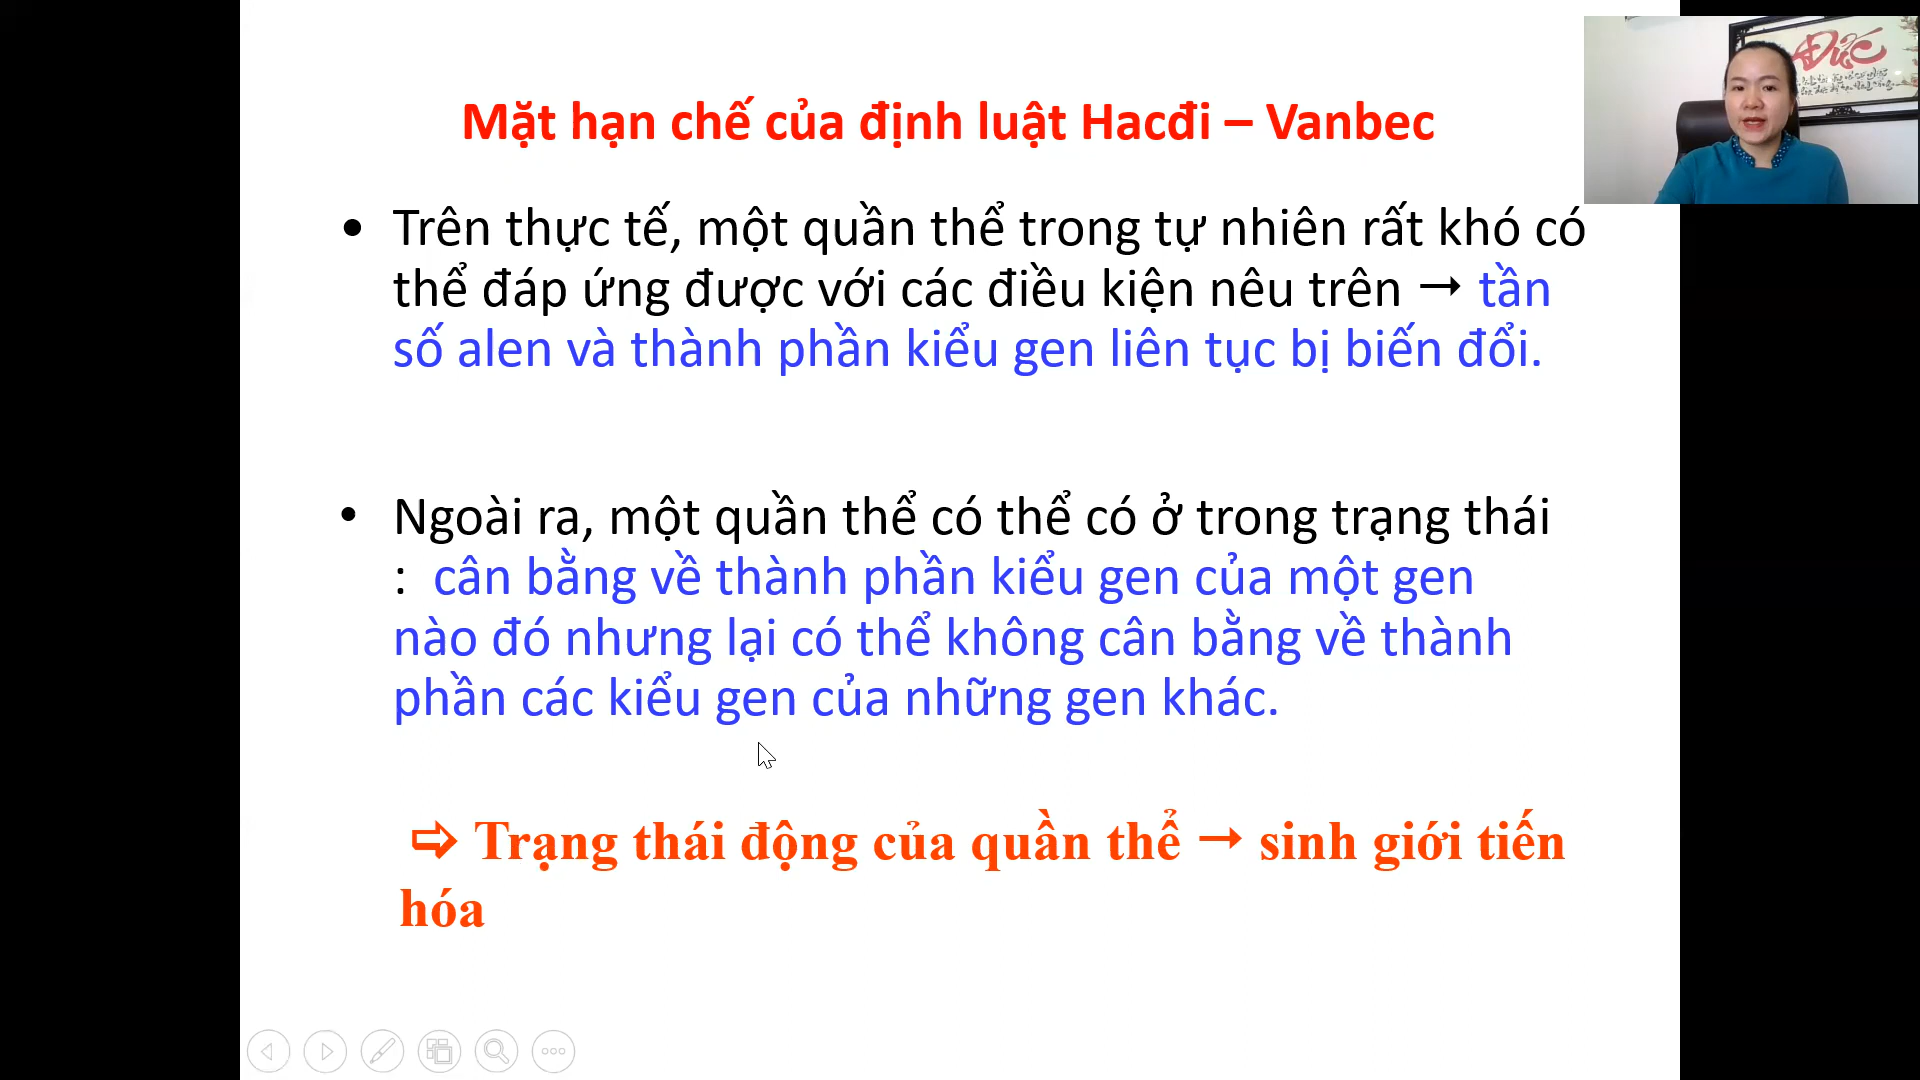 Mặt hạn chế của định luật Hacđi – Vanbec
• Trên thực tế, một quần thể trong tự nhiên rất khó có
thể đáp ứng được với các điều kiện nêu trên → tần
số alen và thành phần kiểu gen liên tục bị biến đổi.
• Ngoài ra, một quần thể có thể có ở trong trạng thái
: cân bằng về thành phần kiểu gen của một gen
nào đó nhưng lại có thể không cân bằng về thành
phần các kiểu gen của những gen khác.
⇨ Trạng thái động của quần thể → sinh giới tiến
hóa
Đức